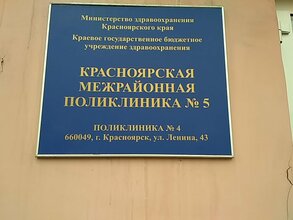 Министерство здравоохранения
Красноярского края
Краевое государственное бюджетное
учреждение здравоохранения
КРАСНОЯРСКАЯ
МЕЖРАЙОННАЯ
ПОЛИКЛИНИКА № 5
ПОЛИКЛИНИКА № 4
660049, г. Красноярск, ул. Ленина, 43